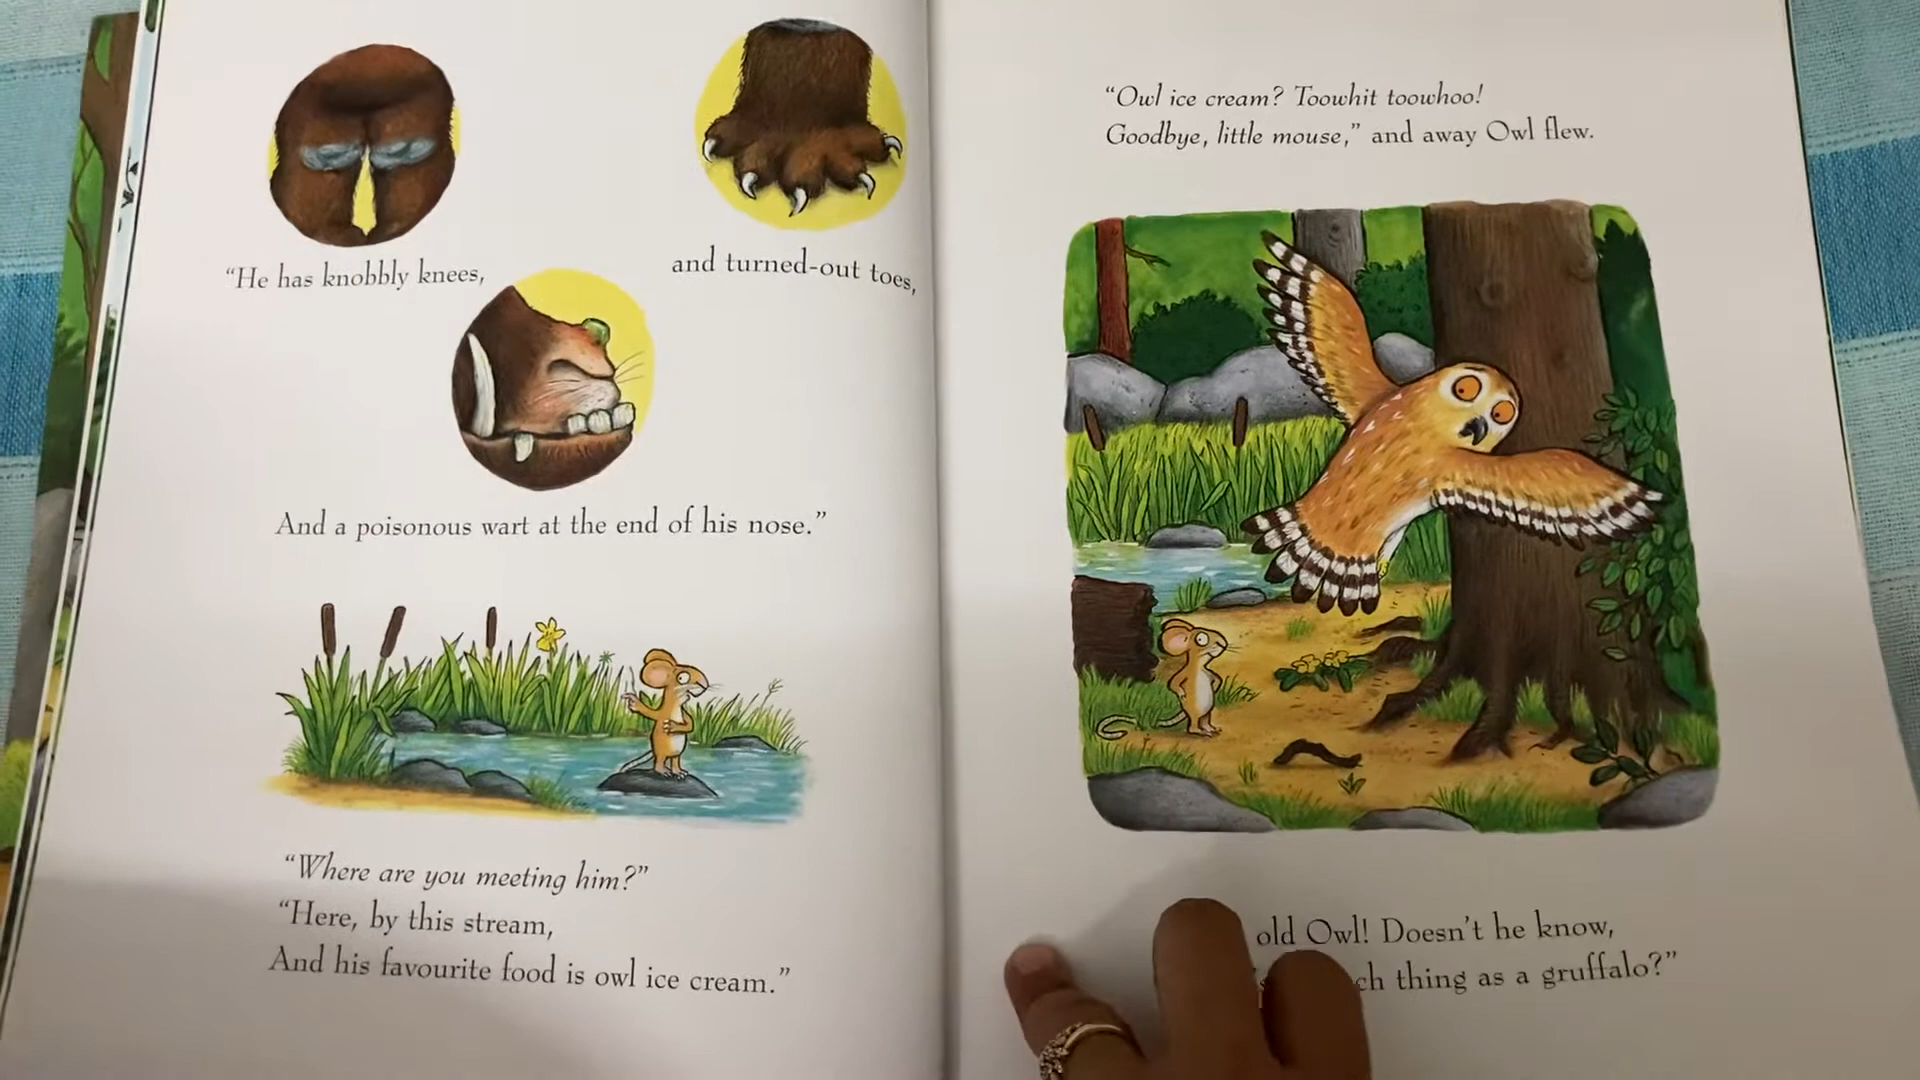 “He has knobbly knees,
and turned-out toes,
And a poisonous wart at the end of his nose.”
“Where are you meeting him?”
“Here, by this stream,
And his favourite food is owl ice cream.”
“Owl ice cream? Toowhit toowhoo!
Goodbye, little mouse,” and away Owl flew.
old Owl! Doesn't he know,
thing as a gruffalo?”